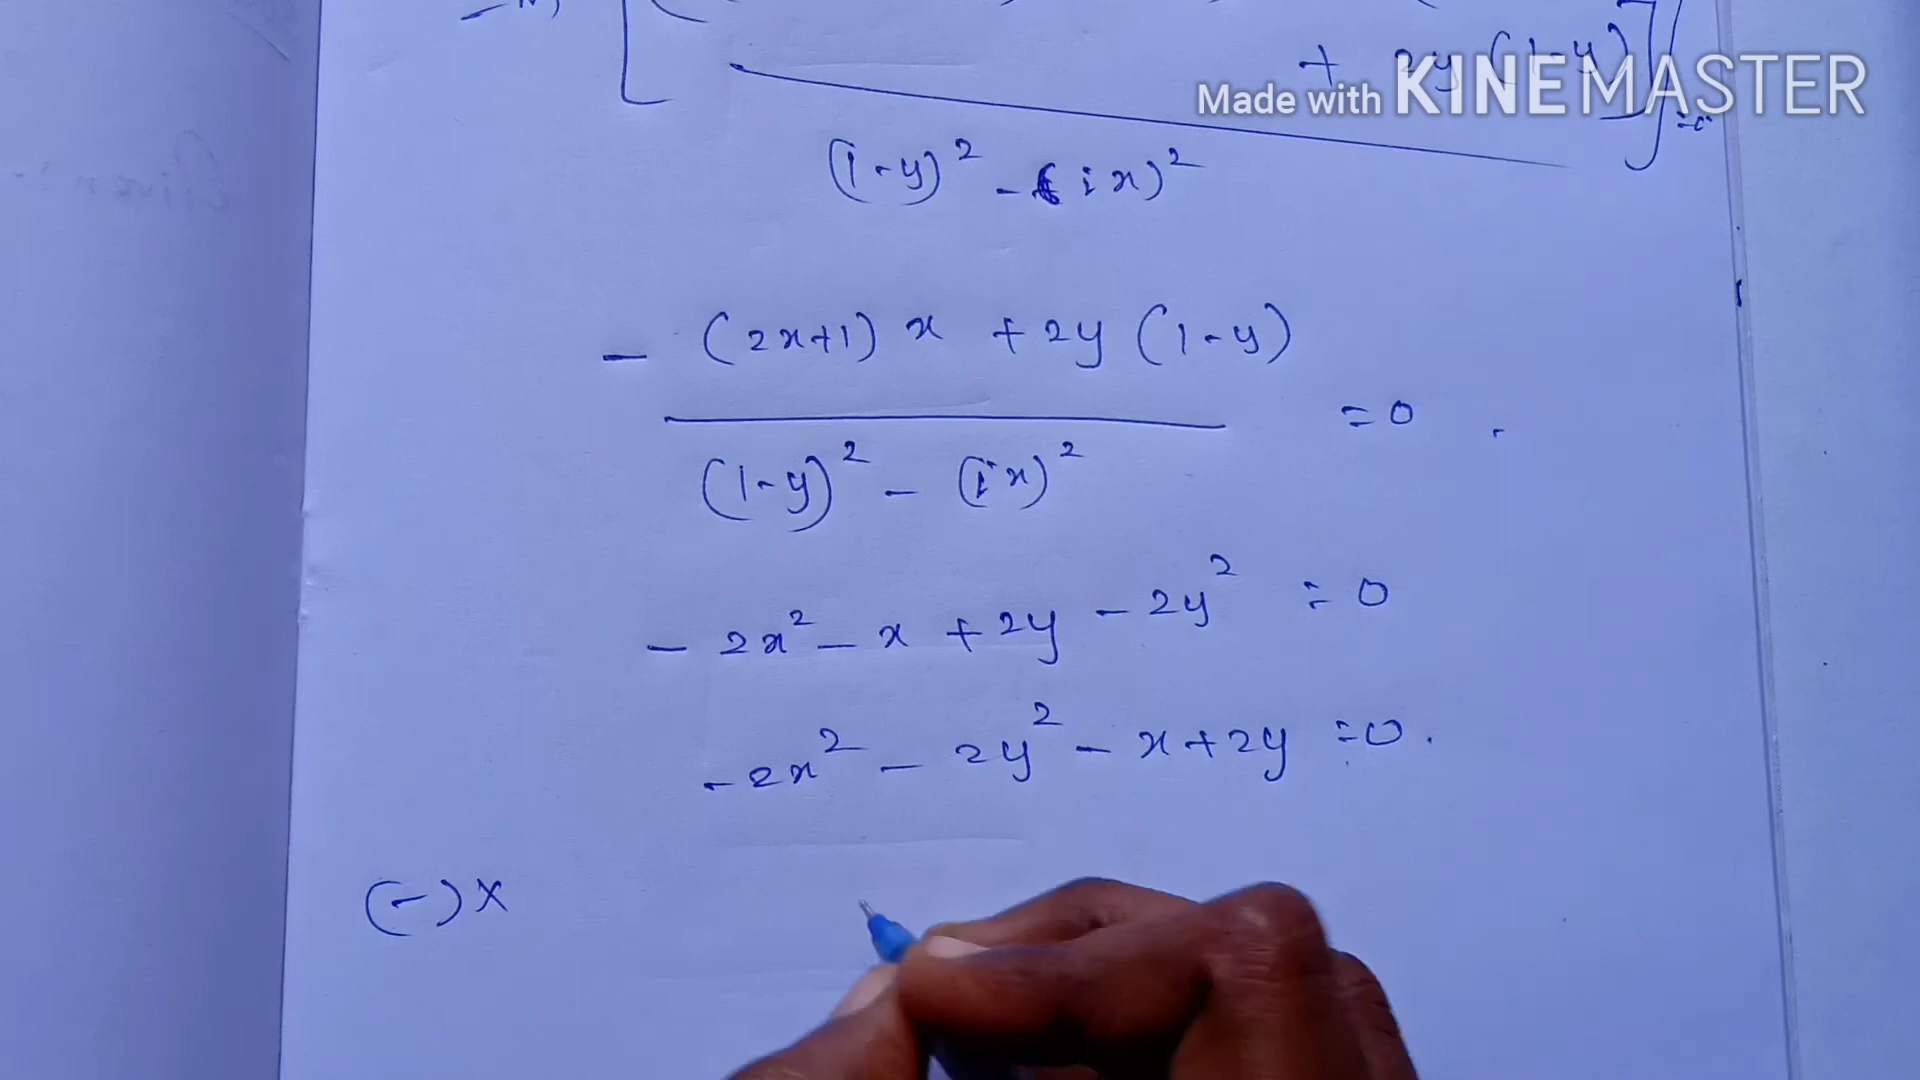 + 2y (1-y)
Made with KINEMASTER
(1-y)² - (ix)²
- (2x+1) x + 2y (1-y)
= 0 .
(1-y)² - (ix)²
- 2x² - x + 2y - 2y² = 0
- 2x² - 2y² - x + 2y = 0 .
(-) x